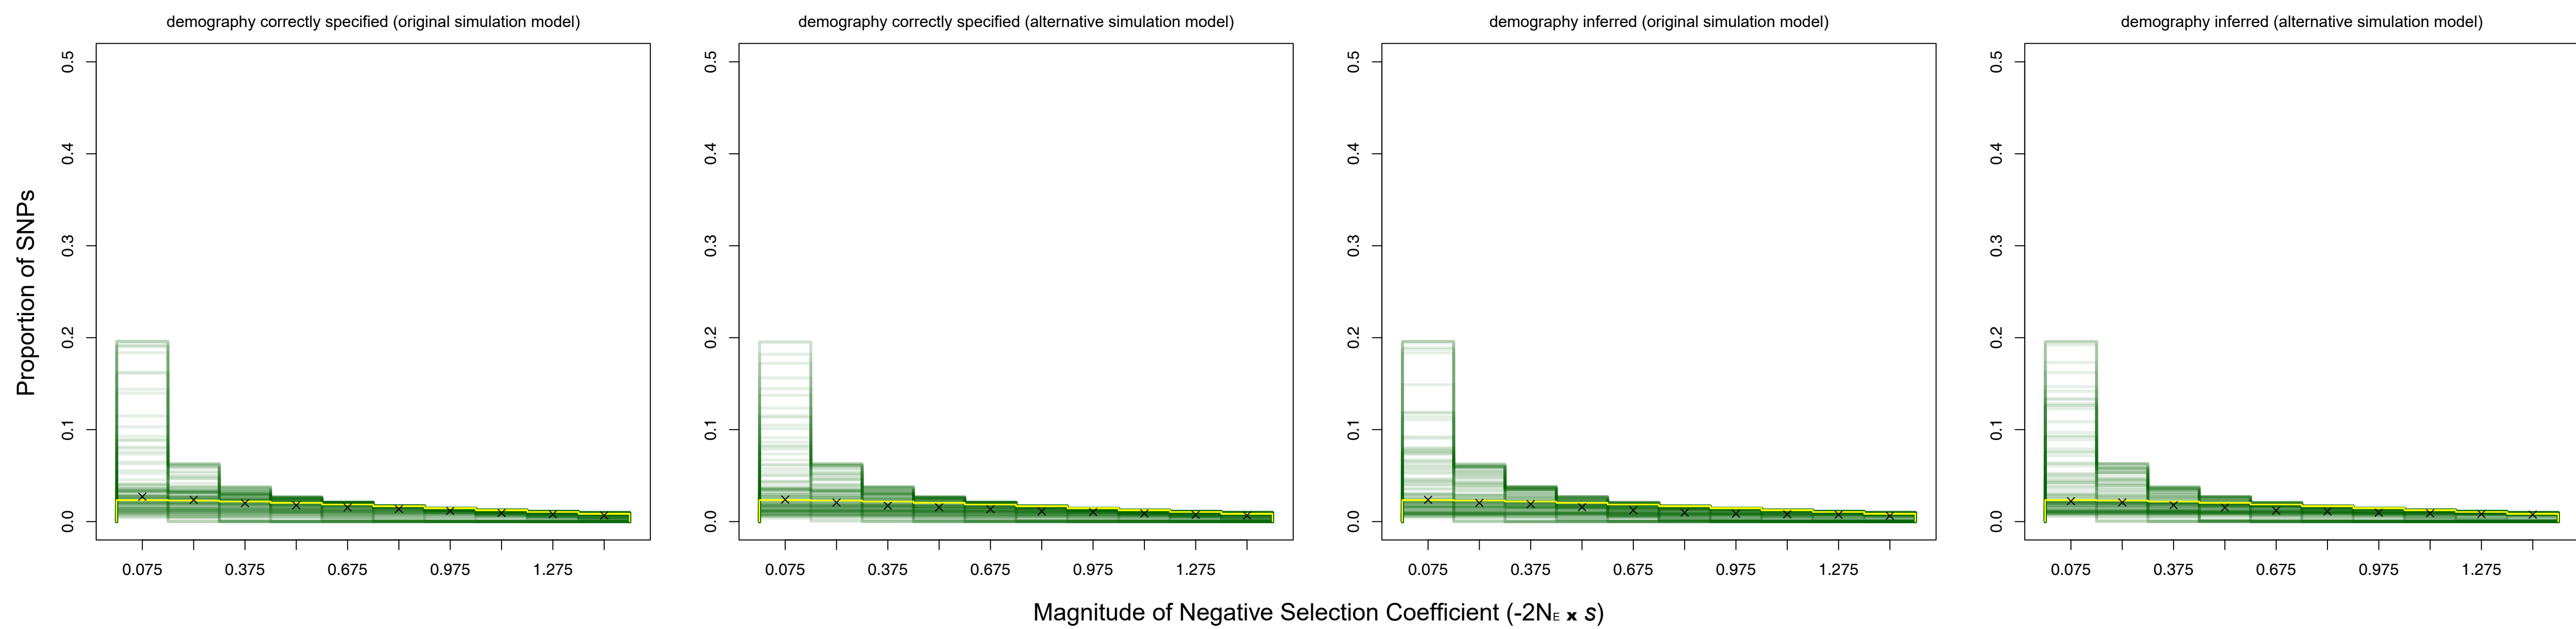 demography correctly specified (original simulation model)
demography correctly specified (alternative simulation model)
demography inferred (original simulation model)
demography inferred (alternative simulation model)
Proportion of SNPs
0.5
0.4
0.3
0.2
0.1
0.0
0.5
0.4
0.3
0.2
0.1
0.0
0.5
0.4
0.3
0.2
0.1
0.0
0.5
0.4
0.3
0.2
0.1
0.0
0.075 0.375 0.675 0.975 1.275
0.075 0.375 0.675 0.975 1.275
0.075 0.375 0.675 0.975 1.275
0.075 0.375 0.675 0.975 1.275
Magnitude of Negative Selection Coefficient (-2NE x s)